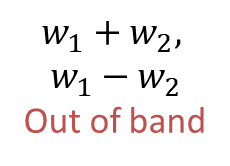 w₁ + w₂,
w₁ − w₂
Out of band